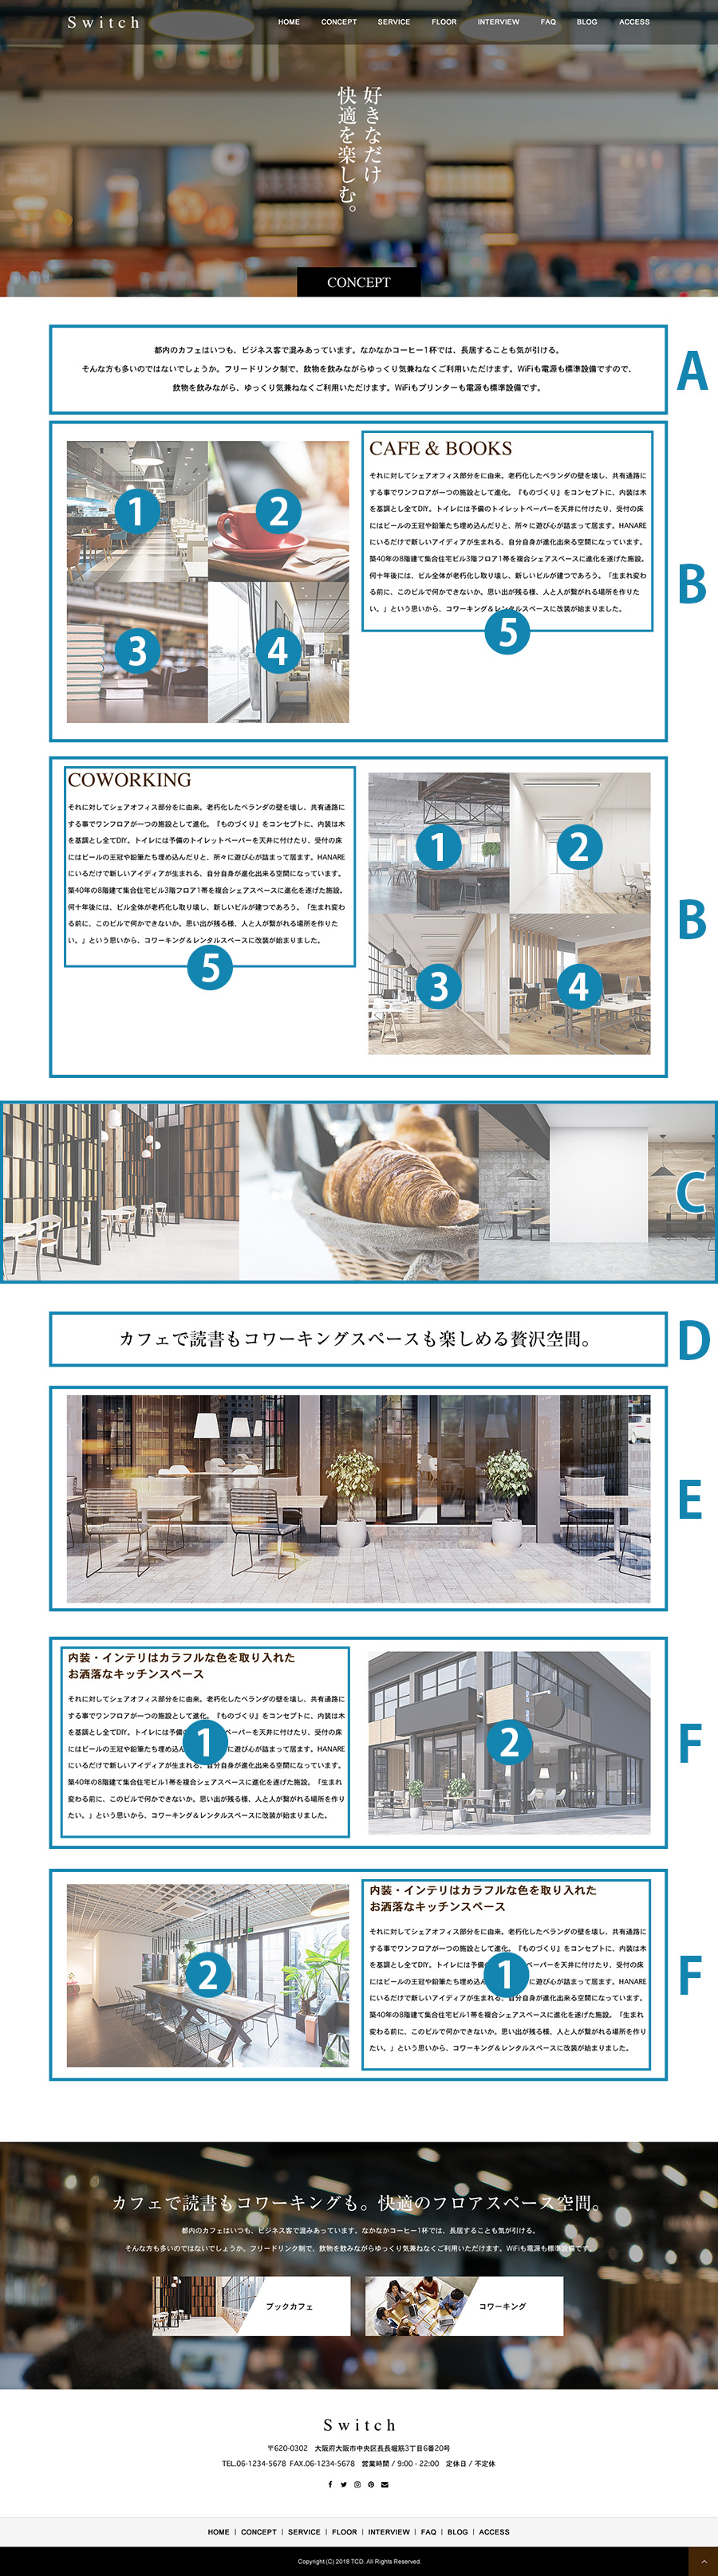 Switch
HOME CONCEPT SERVICE FLOOR INTERVIEW FAQ BLOG ACCESS
好きなだけ
快適を楽しむ。
CONCEPT
都内のカフェはいつも、ビジネス客で混みあっています。なかなかコーヒー1杯では、長居することも気が引ける。
そんな方も多いのではないでしょうか。フリードリンク制で、飲物を飲みながらゆっくり気兼ねなくご利用いただけます。WiFiも電源も標準設備ですので、
飲物を飲みながら、ゆっくり気兼ねなくご利用いただけます。WiFiもプリンターも電源も標準設備です。
A
1
2
3
4
CAFE & BOOKS
それに対してシェアオフィス部分をに由来。老朽化したベランダの壁を壊し、共有通路に
する事でワンフロアが一つの施設として進化。『ものづくり』をコンセプトに、内装は木
を基調とし全てDIY。トイレには予備のトイレットペーパーを天井に付けたり、受付の床
にはビールの王冠や鉛筆たち埋め込んだりと、所々に遊び心が詰まって居ます。HANARE
にいるだけで新しいアイディアが生まれる、自分自身が進化出来る空間になっています。
築40年の8階建て集合住宅ビル3階フロア1帯を複合シェアスペースに進化を遂げた施設。
何十年後には、ビル全体が老朽化し取り壊し、新しいビルが建つであろう。「生まれ変わ
る前に、このビルで何かできないか。思い出が残る様、人と人が繋がれる場所を作りた
い。」という思いから、コワーキング&レンタルスペースに改装が始まりました。
5
B
COWORKING
それに対してシェアオフィス部分をに由来。老朽化したベランダの壁を壊し、共有通路に
する事でワンフロアが一つの施設として進化。『ものづくり』をコンセプトに、内装は木
を基調とし全てDIY。トイレには予備のトイレットペーパーを天井に付けたり、受付の床
にはビールの王冠や鉛筆たち埋め込んだりと、所々に遊び心が詰まって居ます。HANARE
にいるだけで新しいアイディアが生まれる、自分自身が進化出来る空間になっています。
築40年の8階建て集合住宅ビル3階フロア1帯を複合シェアスペースに進化を遂げた施設。
何十年後には、ビル全体が老朽化し取り壊し、新しいビルが建つであろう。「生まれ変わ
る前に、このビルで何かできないか。思い出が残る様、人と人が繋がれる場所を作りた
い。」という思いから、コワーキング&レンタルスペースに改装が始まりました。
5
1
2
3
4
B
C
カフェで読書もコワーキングスペースも楽しめる贅沢空間。
D
E
内装・インテリはカラフルな色を取り入れた
お洒落なキッチンスペース
それに対してシェアオフィス部分をに由来。老朽化したベランダの壁を壊し、共有通路に
する事でワンフロアが一つの施設として進化。『ものづくり』をコンセプトに、内装は木
を基調とし全てDIY。トイレには予備 ペーパーを天井に付けたり、受付の床
にはビールの王冠や鉛筆たち埋め込ん に遊び心が詰まって居ます。HANARE
にいるだけで新しいアイディアが生まれる、自分自身が進化出来る空間になっています。
築40年の8階建て集合住宅ビル1帯を複合シェアスペースに進化を遂げた施設。「生まれ
変わる前に、このビルで何かできないか。思い出が残る様、人と人が繋がれる場所を作り
たい。」という思いから、コワーキング&レンタルスペースに改装が始まりました。
1
2
F
2
内装・インテリはカラフルな色を取り入れた
お洒落なキッチンスペース
それに対してシェアオフィス部分をに由来。老朽化したベランダの壁を壊し、共有通路に
する事でワンフロアが一つの施設として進化。『ものづくり』をコンセプトに、内装は木
を基調とし全てDIY。トイレには予備 ペーパーを天井に付けたり、受付の床
にはビールの王冠や鉛筆たち埋め込ん に遊び心が詰まって居ます。HANARE
にいるだけで新しいアイディアが生まれる、自分自身が進化出来る空間になっています。
築40年の8階建て集合住宅ビル1帯を複合シェアスペースに進化を遂げた施設。「生まれ
変わる前に、このビルで何かできないか。思い出が残る様、人と人が繋がれる場所を作り
たい。」という思いから、コワーキング&レンタルスペースに改装が始まりました。
1
F
カフェで読書もコワーキングも。快適のフロアスペース空間。
都内のカフェはいつも、ビジネス客で混みあっています。なかなかコーヒー1杯では、長居することも気が引ける。
そんな方も多いのではないでしょうか。フリードリンク制で、飲物を飲みながらゆっくり気兼ねなくご利用いただけます。WiFiも電源も標準設備です。
ブックカフェ
コワーキング
Switch
〒620-0302 大阪府大阪市中央区長長堀筋3丁目6番20号
TEL.06-1234-5678 FAX.06-1234-5678 営業時間 / 9:00 - 22:00 定休日 / 不定休
HOME | CONCEPT | SERVICE | FLOOR | INTERVIEW | FAQ | BLOG | ACCESS
Copyright (C) 2018 TCD. All Rights Reserved.